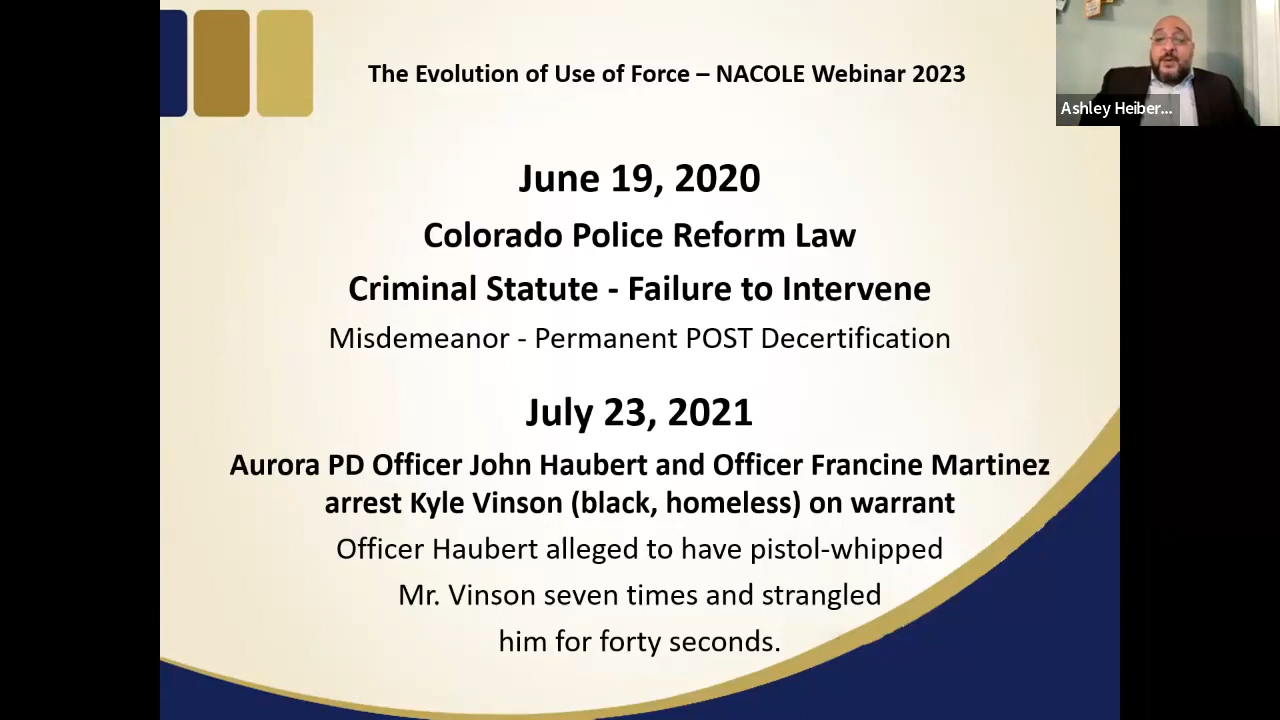 The Evolution of Use of Force – NACOLE Webinar 2023
Ashley Heiber...
June 19, 2020
Colorado Police Reform Law
Criminal Statute - Failure to Intervene
Misdemeanor - Permanent POST Decertification
July 23, 2021
Aurora PD Officer John Haubert and Officer Francine Martinez
arrest Kyle Vinson (black, homeless) on warrant
Officer Haubert alleged to have pistol-whipped
Mr. Vinson seven times and strangled
him for forty seconds.